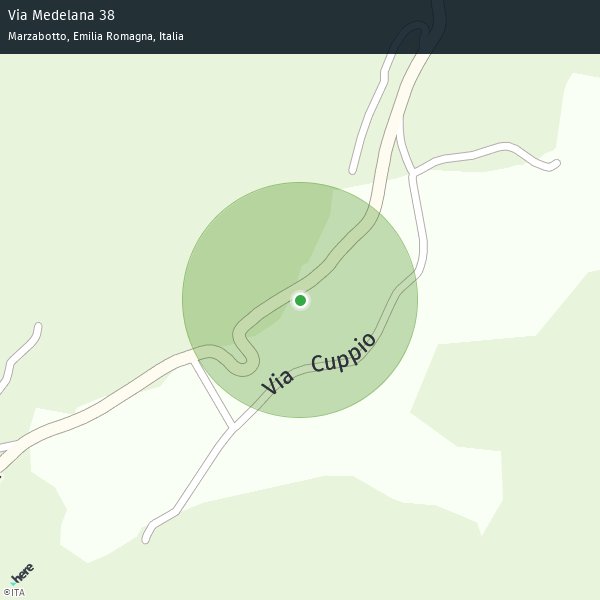 Via Medelana 38
Marzabotto, Emilia Romagna, Italia
Via Cuppio
here
©ITA